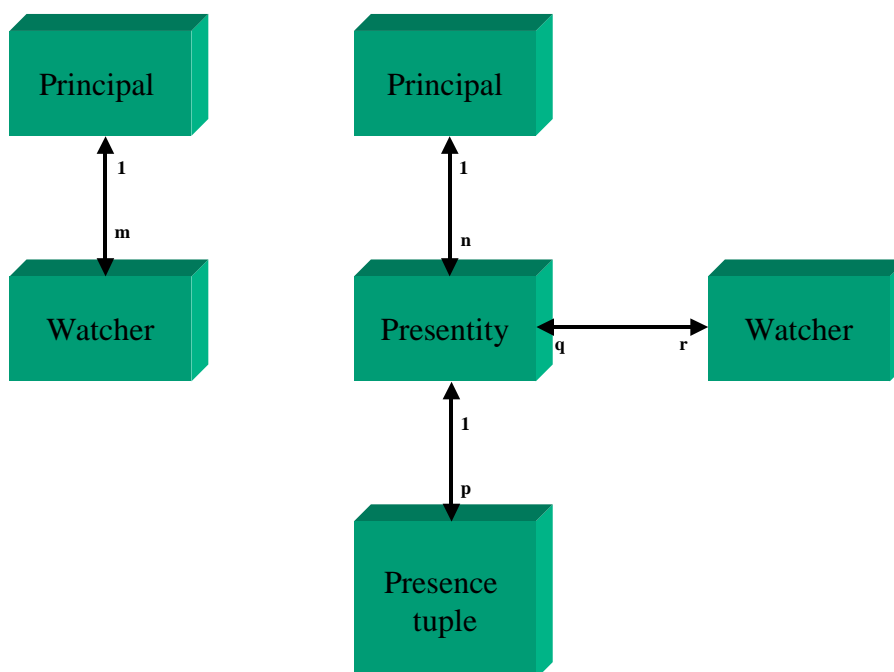 Principal
Principal
1
1
m
n
Watcher
Presentity
q
r
Watcher
1
p
Presence
tuple